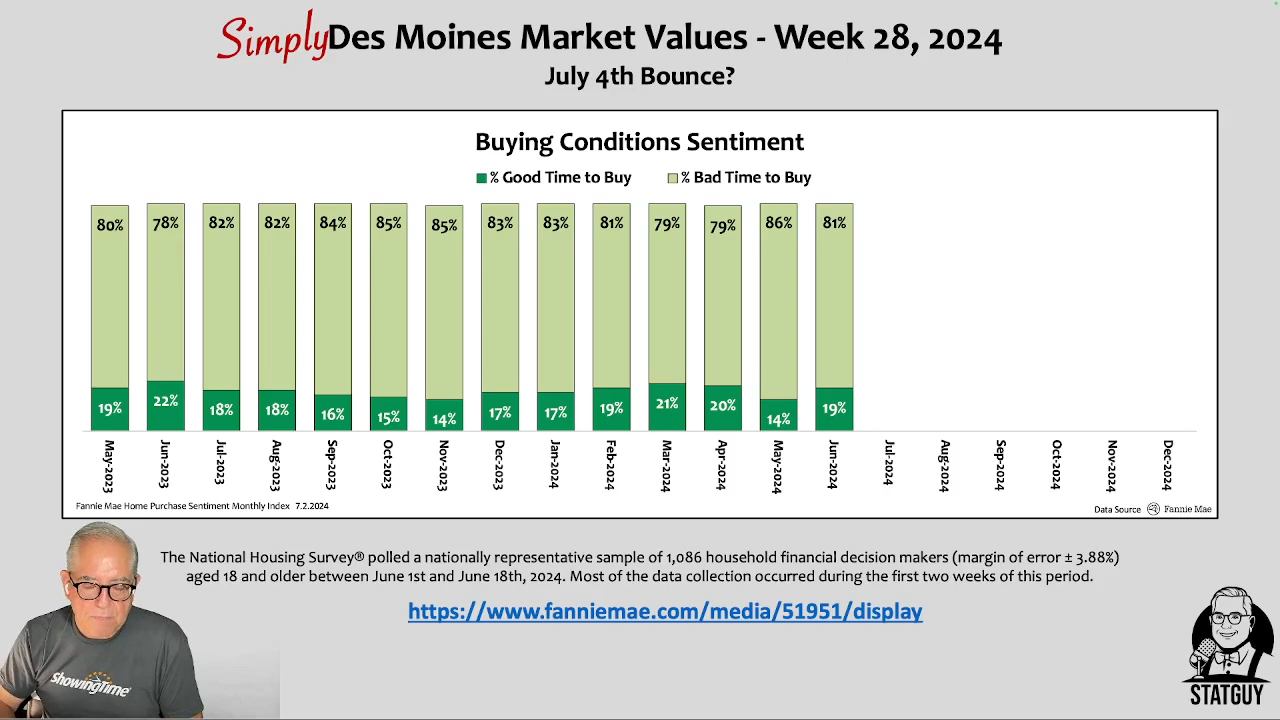 Simply Des Moines Market Values - Week 28, 2024
July 4th Bounce?
Buying Conditions Sentiment
% Good Time to Buy % Bad Time to Buy
80% 78% 82% 82% 84% 85% 85% 83% 83% 81% 79% 79% 86% 81%
19% 22% 18% 18% 16% 15% 14% 17% 17% 19% 21% 20% 14% 19%
May-2023 Jun-2023 Jul-2023 Aug-2023 Sep-2023 Oct-2023 Nov-2023 Dec-2023 Jan-2024 Feb-2024 Mar-2024 Apr-2024 May-2024 Jun-2024 Jul-2024 Aug-2024 Sep-2024 Oct-2024 Nov-2024 Dec-2024
Fannie Mae Home Purchase Sentiment Monthly Index 7.2.2024
Data Source Fannie Mae
The National Housing Survey® polled a nationally representative sample of 1,086 household financial decision makers (margin of error ± 3.88%)
aged 18 and older between June 1st and June 18th, 2024. Most of the data collection occurred during the first two weeks of this period.
https://www.fanniemae.com/media/51951/display
ShowingTime
STATGUY